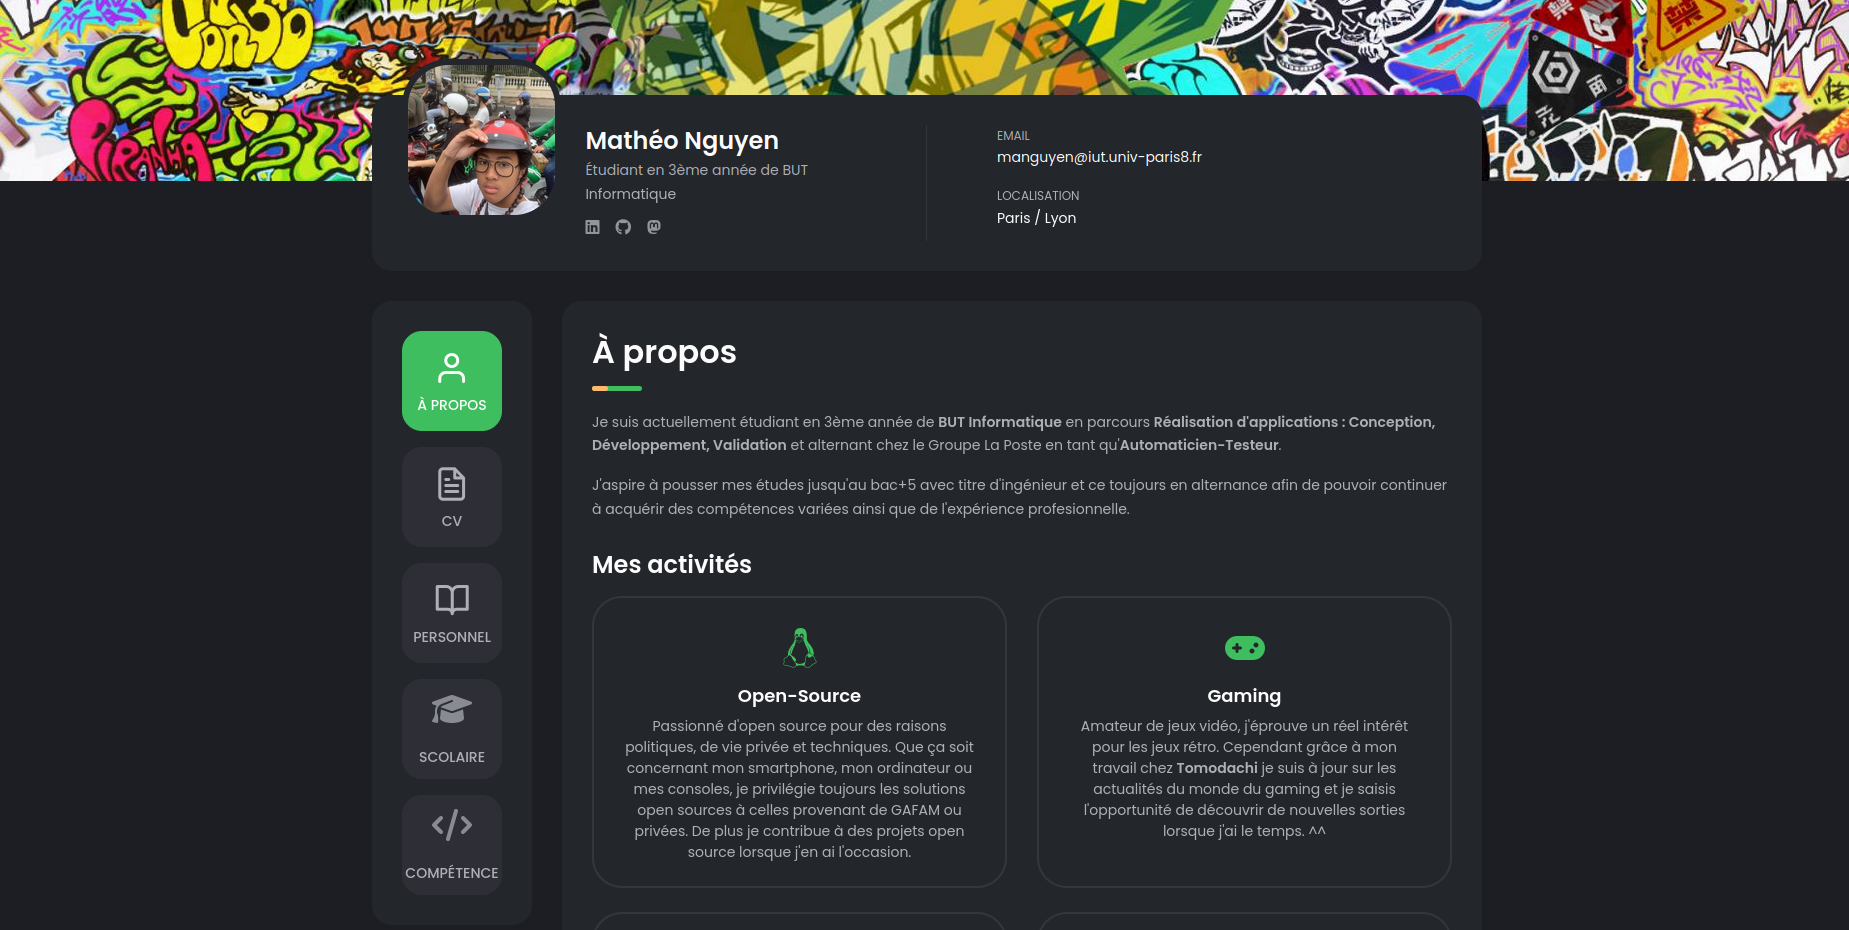 Mathéo Nguyen
Étudiant en 3ème année de BUT
Informatique
EMAIL
manguyen@iut.univ-paris8.fr
LOCALISATION
Paris / Lyon
À PROPOS
CV
PERSONNEL
SCOLAIRE
COMPÉTENCE
À propos
Je suis actuellement étudiant en 3ème année de BUT Informatique en parcours Réalisation d'applications : Conception,
Développement, Validation et alternant chez le Groupe La Poste en tant qu'Automaticien-Testeur.
J'aspire à pousser mes études jusqu'au bac+5 avec titre d'ingénieur et ce toujours en alternance afin de pouvoir continuer
à acquérir des compétences variées ainsi que de l'expérience profesionnelle.
Mes activités
Open-Source
Passionné d'open source pour des raisons
politiques, de vie privée et techniques. Que ça soit
concernant mon smartphone, mon ordinateur ou
mes consoles, je privilégie toujours les solutions
open sources à celles provenant de GAFAM ou
privées. De plus je contribue à des projets open
source lorsque j'en ai l'occasion.
Gaming
Amateur de jeux vidéo, j'éprouve un réel intérêt
pour les jeux rétro. Cependant grâce à mon
travail chez Tomodachi je suis à jour sur les
actualités du monde du gaming et je saisis
l'opportunité de découvrir de nouvelles sorties
lorsque j'ai le temps. ^^